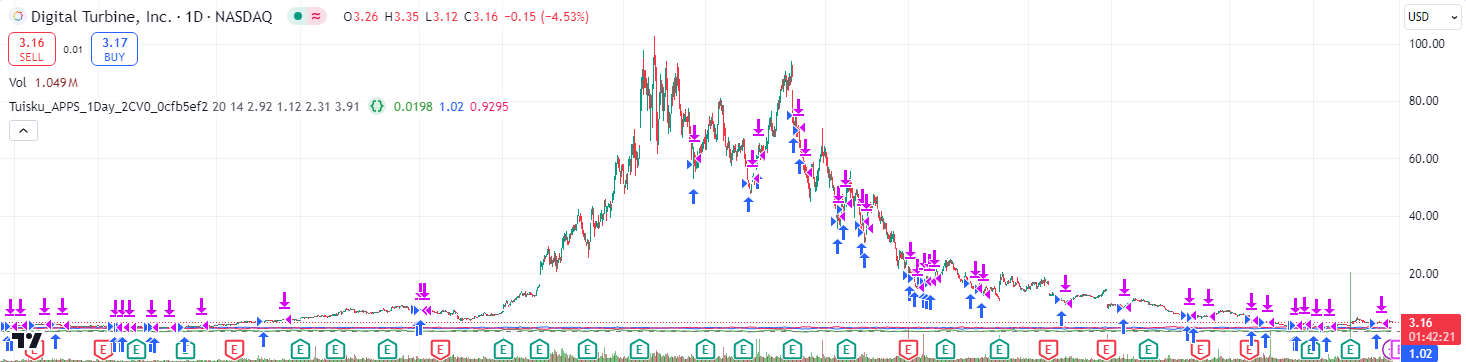 Digital Turbine, Inc. · 1D · NASDAQ ≈ O3.26 H3.35 L3.12 C3.16 −0.15 (−4.53%)
USD
3.16 SELL
0.01
3.17 BUY
Vol 1.049 M
Tuisku_APPS_1Day_2CV0_0cfb5ef2 20 14 2.92 1.12 2.31 3.91 {} 0.0198 1.02 0.9295
100.00
80.00
60.00
40.00
20.00
3.16
01:42:21
1.02
E E E E E E E E E E E E E E E E E E E E E